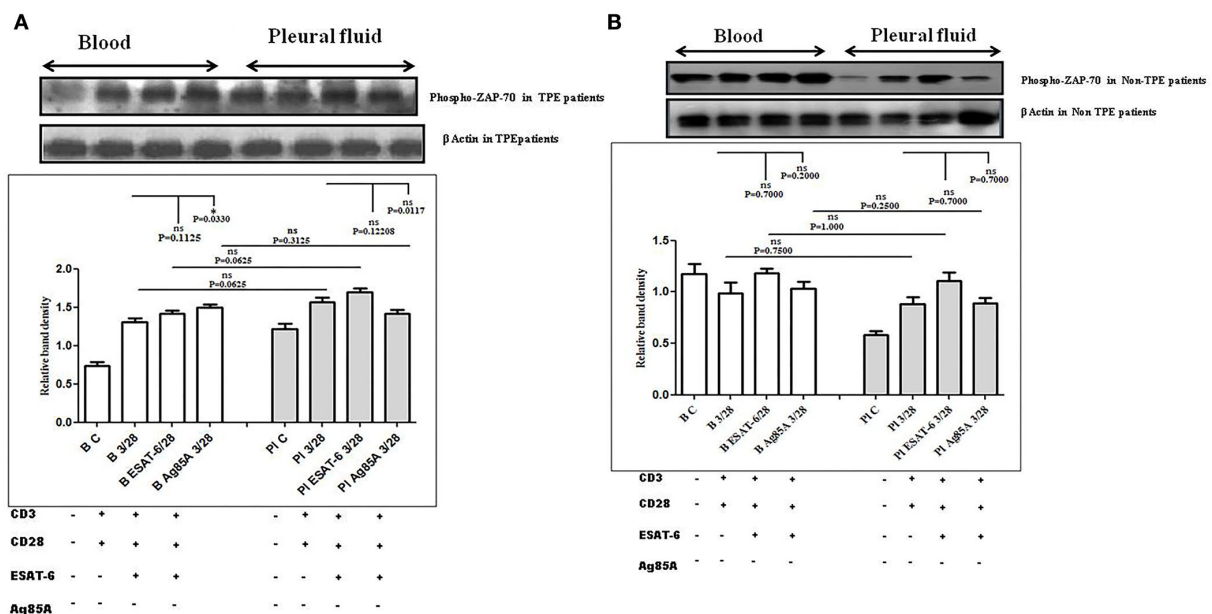 A
Blood Pleural fluid
Phospho-ZAP-70 in TPE patients
β Actin in TPEpatients
ns
P=0.1125
*
P=0.0330
ns
P=0.12208
ns
P=0.0117
ns
P=0.3125
ns
P=0.0625
ns
P=0.0625
Relative band density
2.0
1.5
1.0
0.5
0.0
B C
B 3/28
B ESAT-6/28
B Ag85A 3/28
Pl C
Pl 3/28
Pl ESAT-6 3/28
Pl Ag85A 3/28
CD3 - + + + - + + +
CD28 - + + + - + + +
ESAT-6 - - + + - - + +
Ag85A - - - - - - - -
B
Blood Pleural fluid
Phospho-ZAP-70 in Non-TPE patients
β Actin in Non TPE patients
ns
P=0.7000
ns
P=0.2000
ns
P=0.7000
ns
P=0.7000
ns
P=0.2500
ns
P=1.000
ns
P=0.7500
Relative band density
1.5
1.0
0.5
0.0
B C
B 3/28
B ESAT-6/28
B Ag85A 3/28
Pl C
Pl 3/28
Pl ESAT-6 3/28
Pl Ag85A 3/28
CD3 - + + + - + + +
CD28 - + + + - + + +
ESAT-6 - - + + - - + +
Ag85A - - - - - - - -